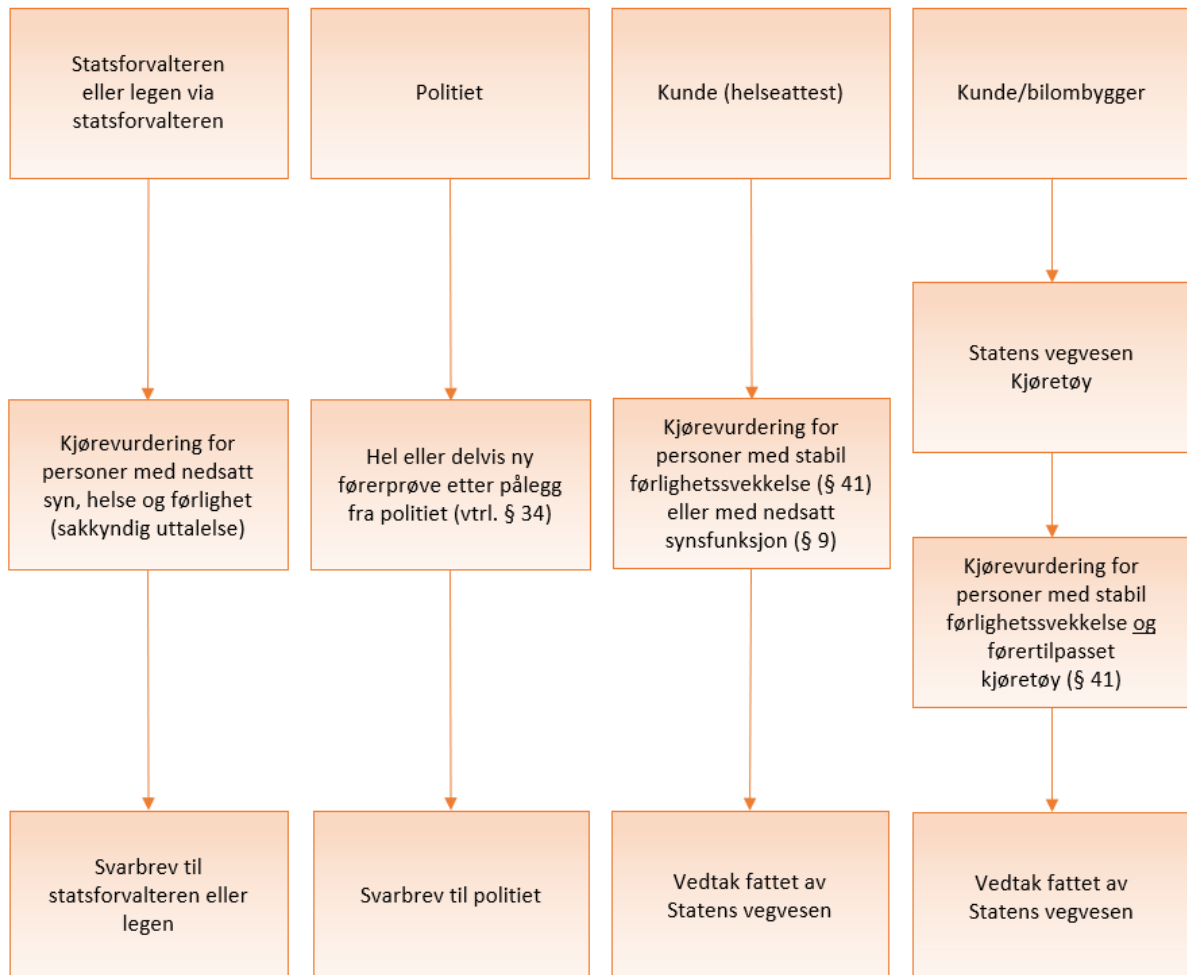 Statsforvalteren
eller legen via
statsforvalteren
Politiet
Kunde (helseattest)
Kunde/bilombygger
Statens vegvesen
Kjøretøy
Kjørevurdering for
personer med nedsatt
syn, helse og førlighet
(sakkyndig uttalelse)
Hel eller delvis ny
førerprøve etter pålegg
fra politiet (vtrl. § 34)
Kjørevurdering for
personer med stabil
førlighetssvekkelse (§ 41)
eller med nedsatt
synsfunksjon (§ 9)
Kjørevurdering for
personer med stabil
førlighetssvekkelse og
førertilpasset
kjøretøy (§ 41)
Svarbrev til
statsforvalteren eller
legen
Svarbrev til politiet
Vedtak fattet av
Statens vegvesen
Vedtak fattet av
Statens vegvesen